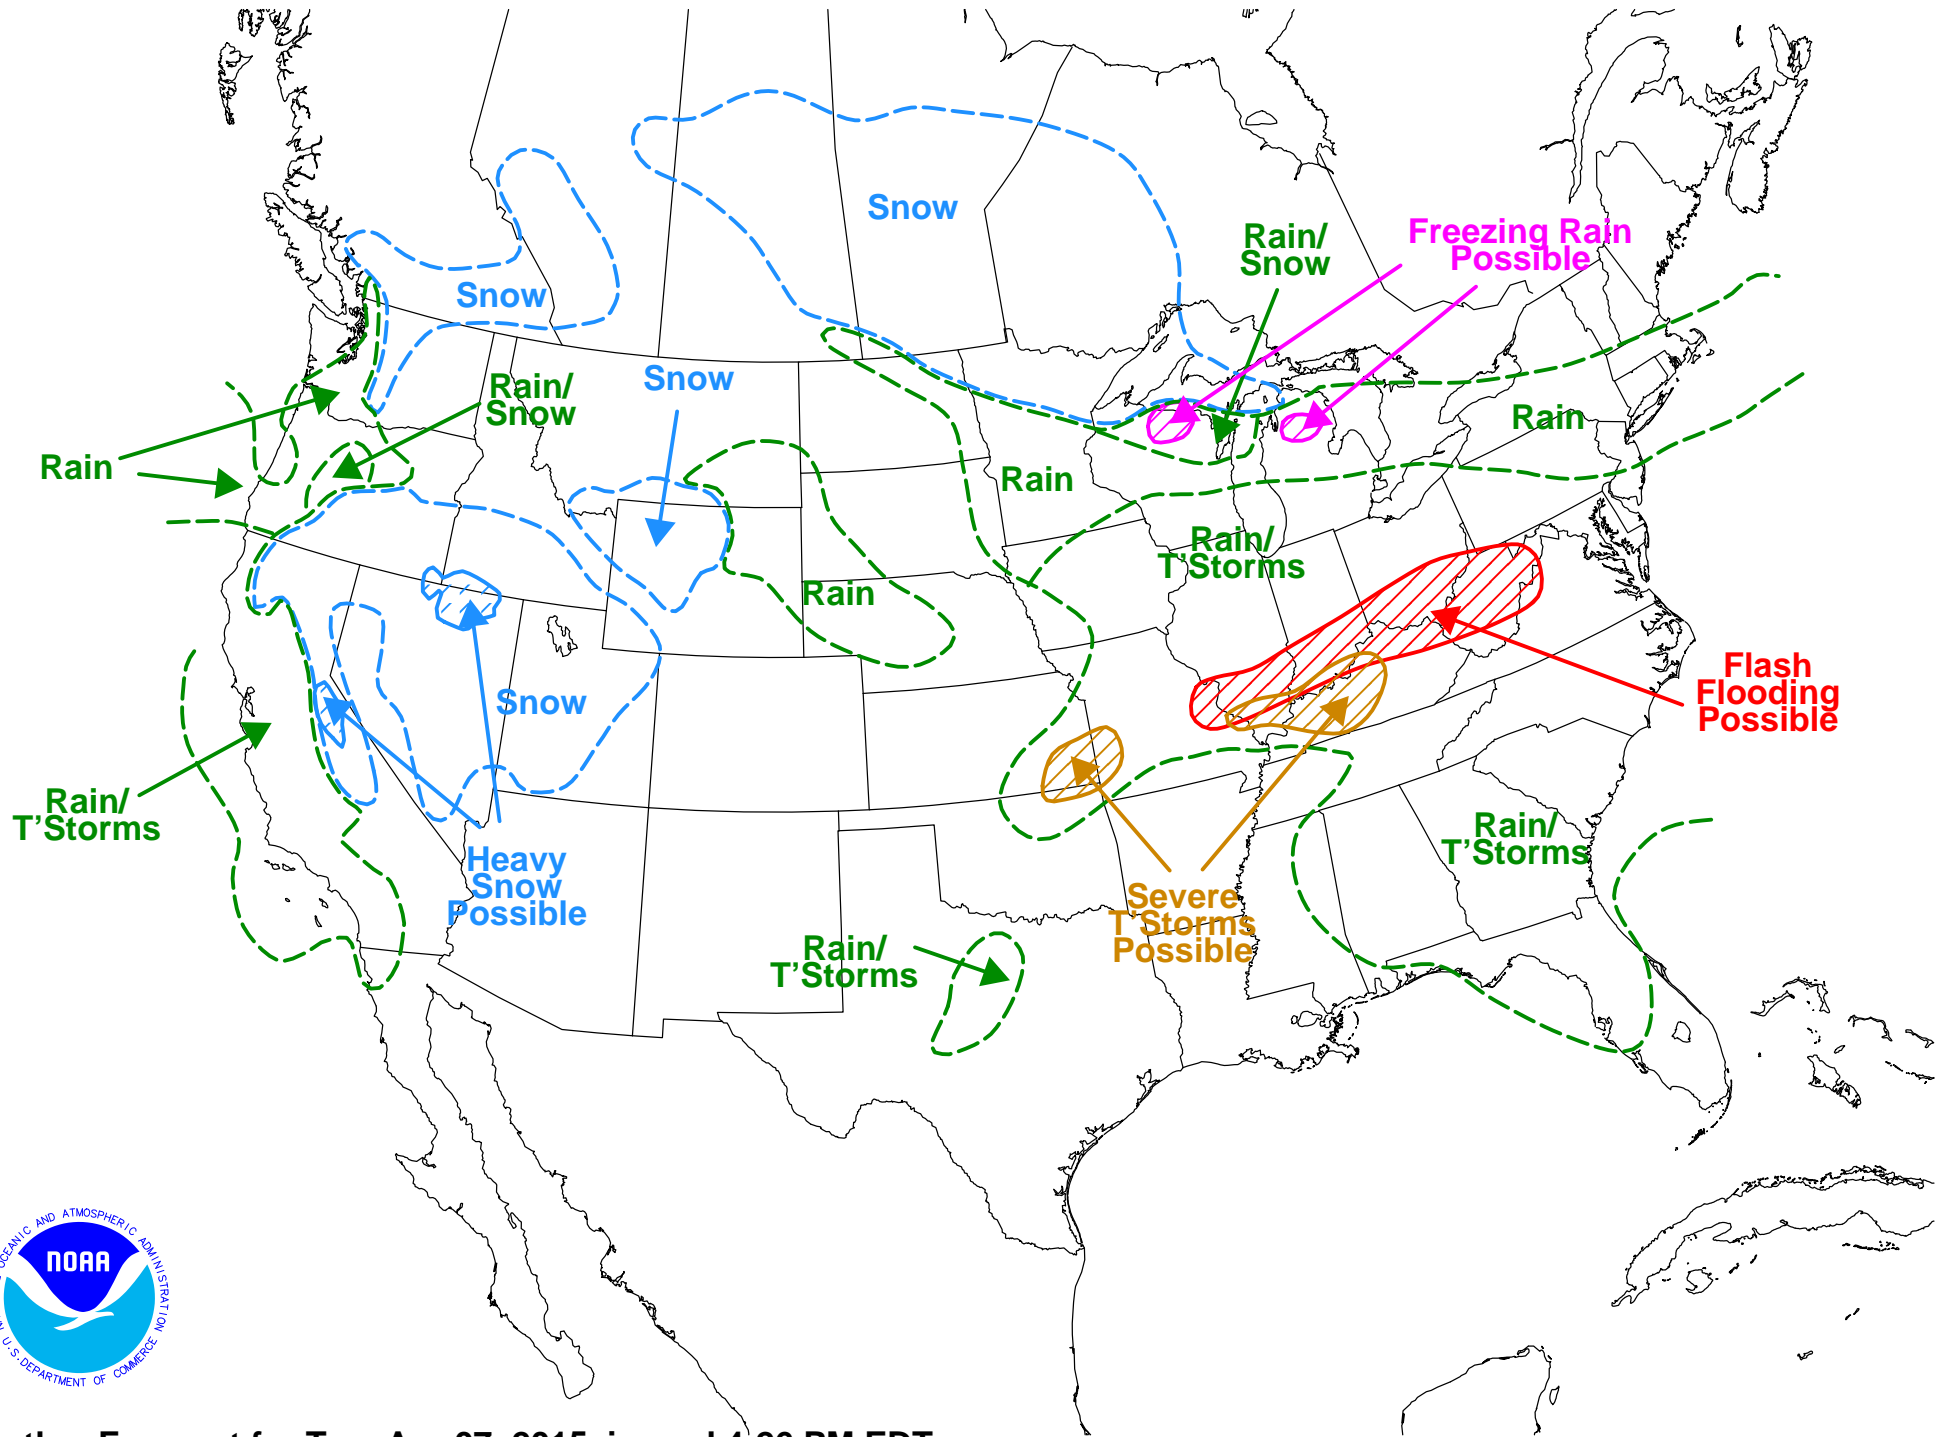 Snow
Rain/
Snow
Freezing Rain
Possible
Snow
Snow
Rain/
Snow
Rain
Rain
Rain
Rain/
T'Storms
Rain
Snow
Flash
Flooding
Possible
Rain/
T'Storms
Rain/
T'Storms
Heavy
Snow
Possible
Severe
T'Storms
Possible
Rain/
T'Storms
OCEANIC AND ATMOSPHERIC ADMINISTRATION
NOAA
U.S. DEPARTMENT OF COMMERCE